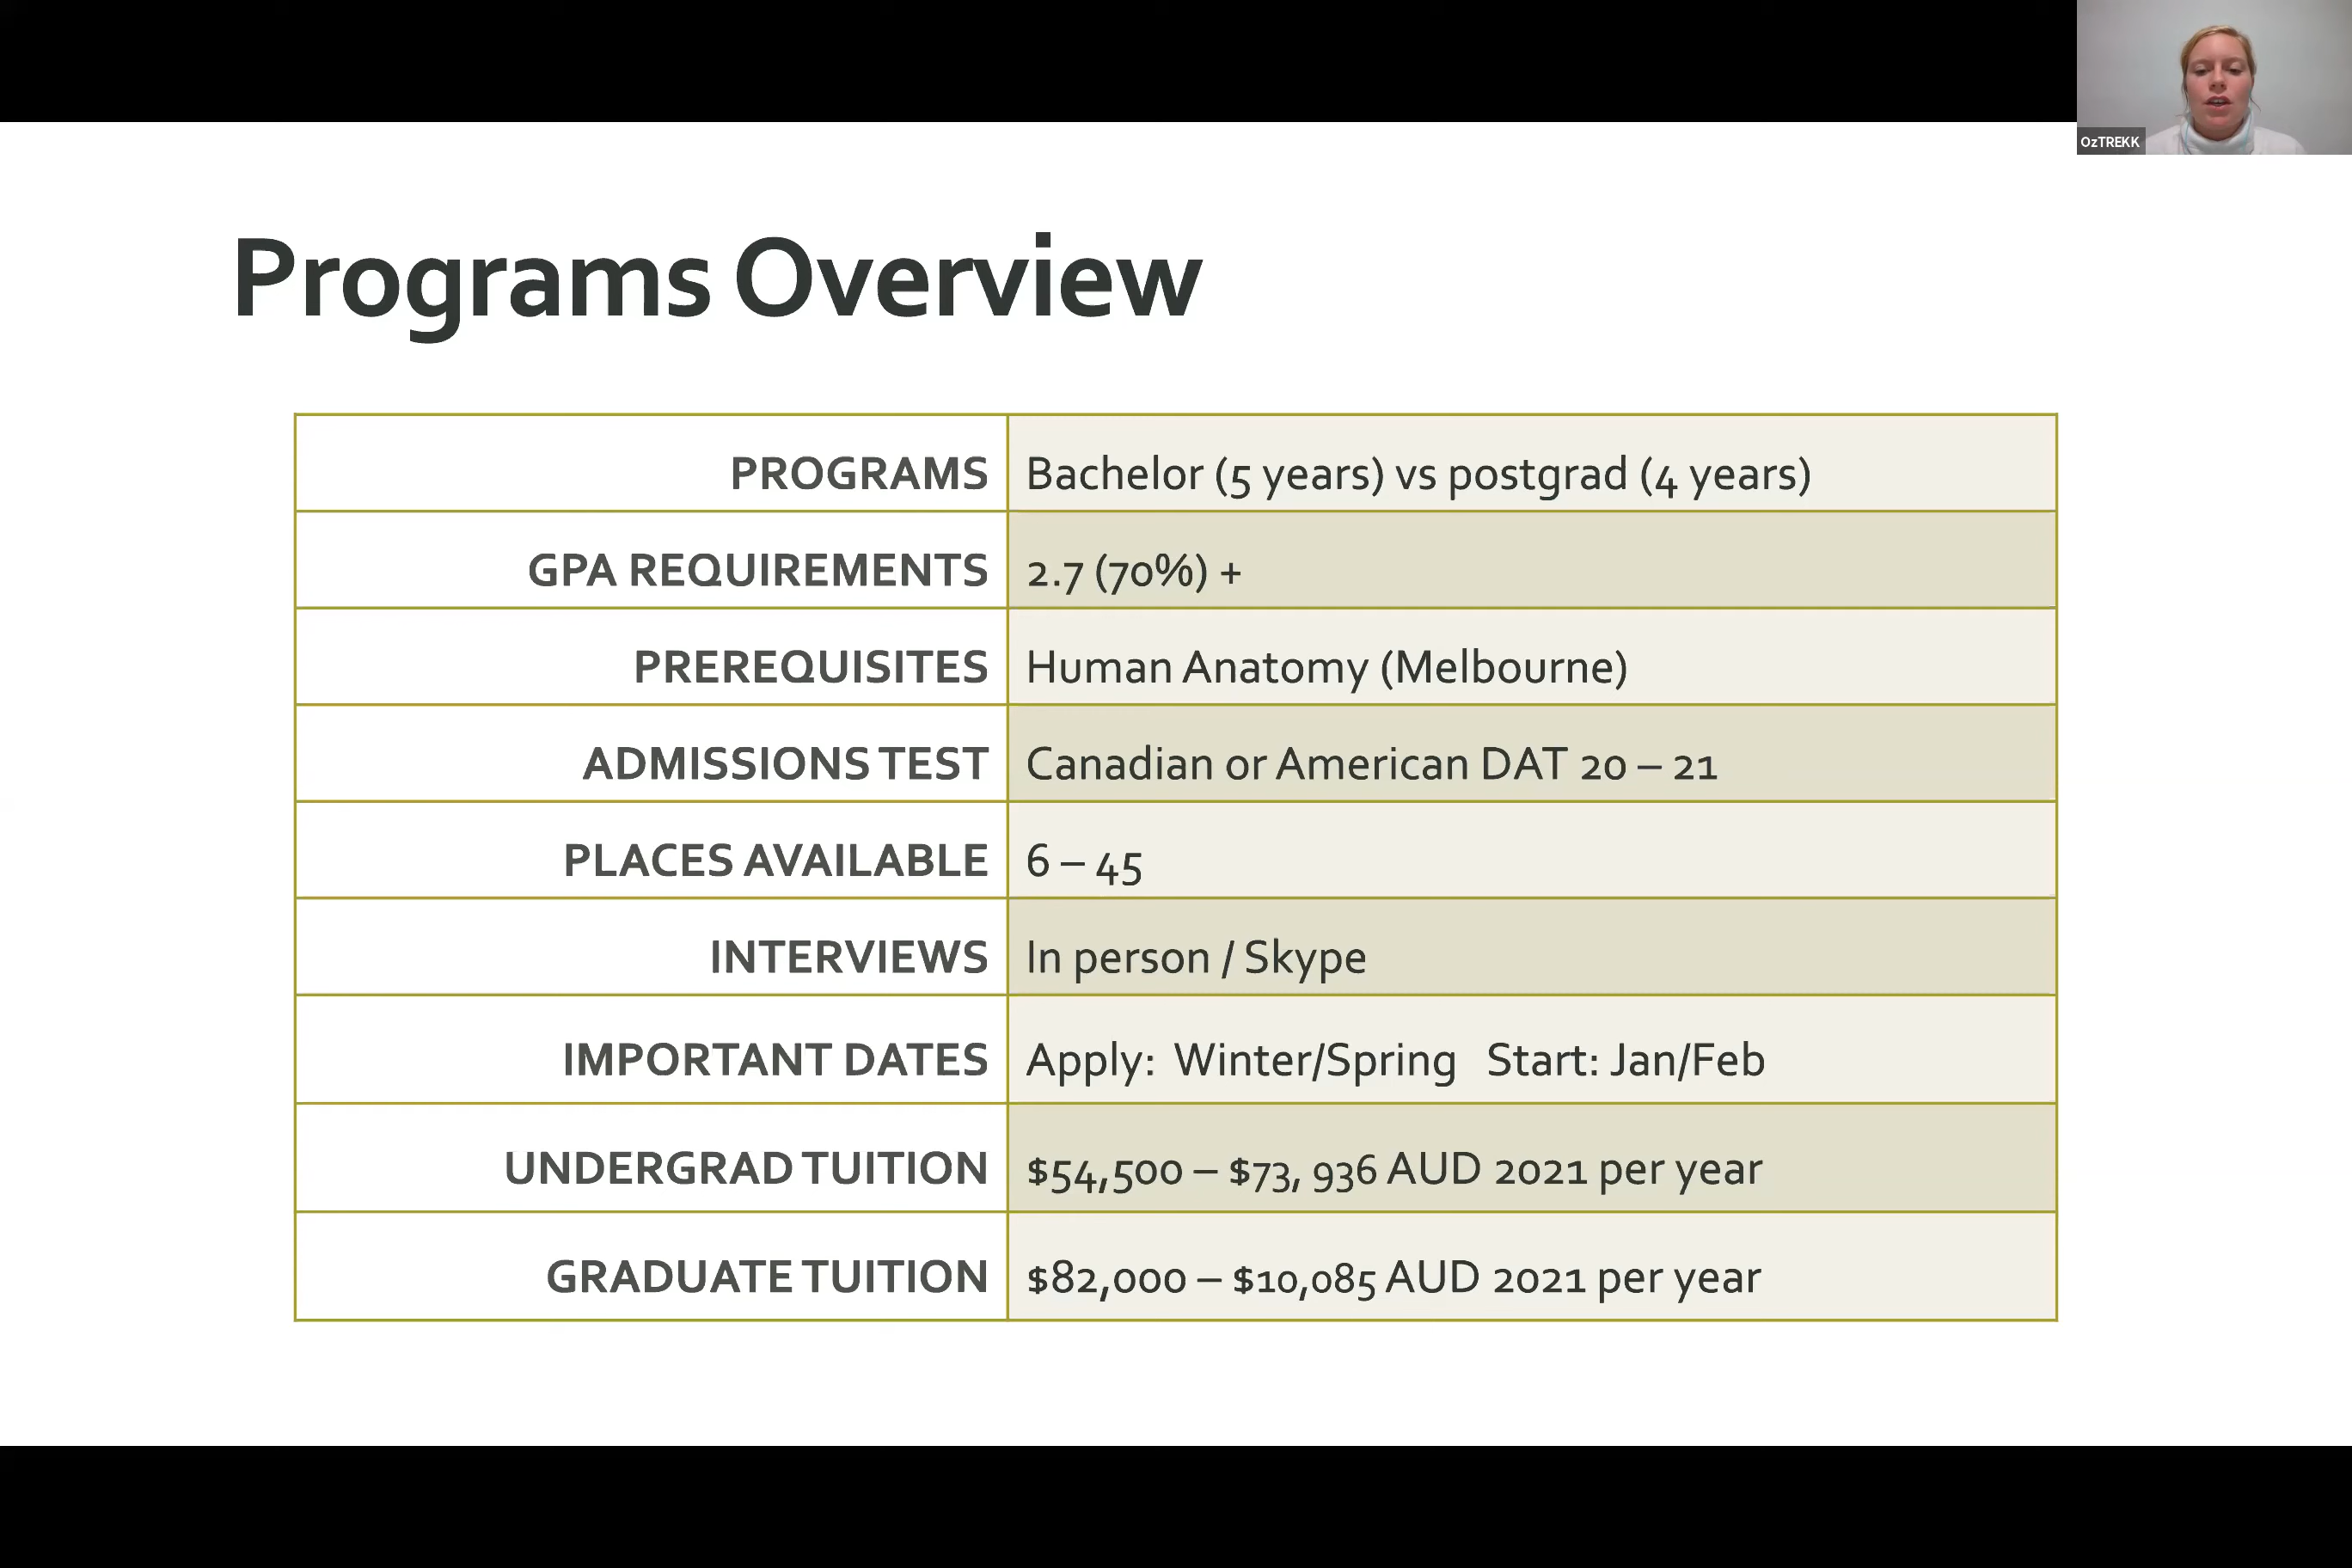 OzTREKK
Programs Overview
PROGRAMS Bachelor (5 years) vs postgrad (4 years)
GPA REQUIREMENTS 2.7 (70%) +
PREREQUISITES Human Anatomy (Melbourne)
ADMISSIONS TEST Canadian or American DAT 20 – 21
PLACES AVAILABLE 6 – 45
INTERVIEWS In person / Skype
IMPORTANT DATES Apply: Winter/Spring Start: Jan/Feb
UNDERGRAD TUITION $54,500 – $73, 936 AUD 2021 per year
GRADUATE TUITION $82,000 – $10,085 AUD 2021 per year